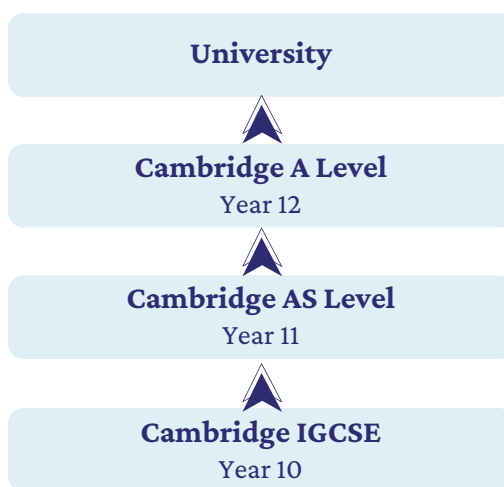 University
Cambridge A Level
Year 12
Cambridge AS Level
Year 11
Cambridge IGCSE
Year 10